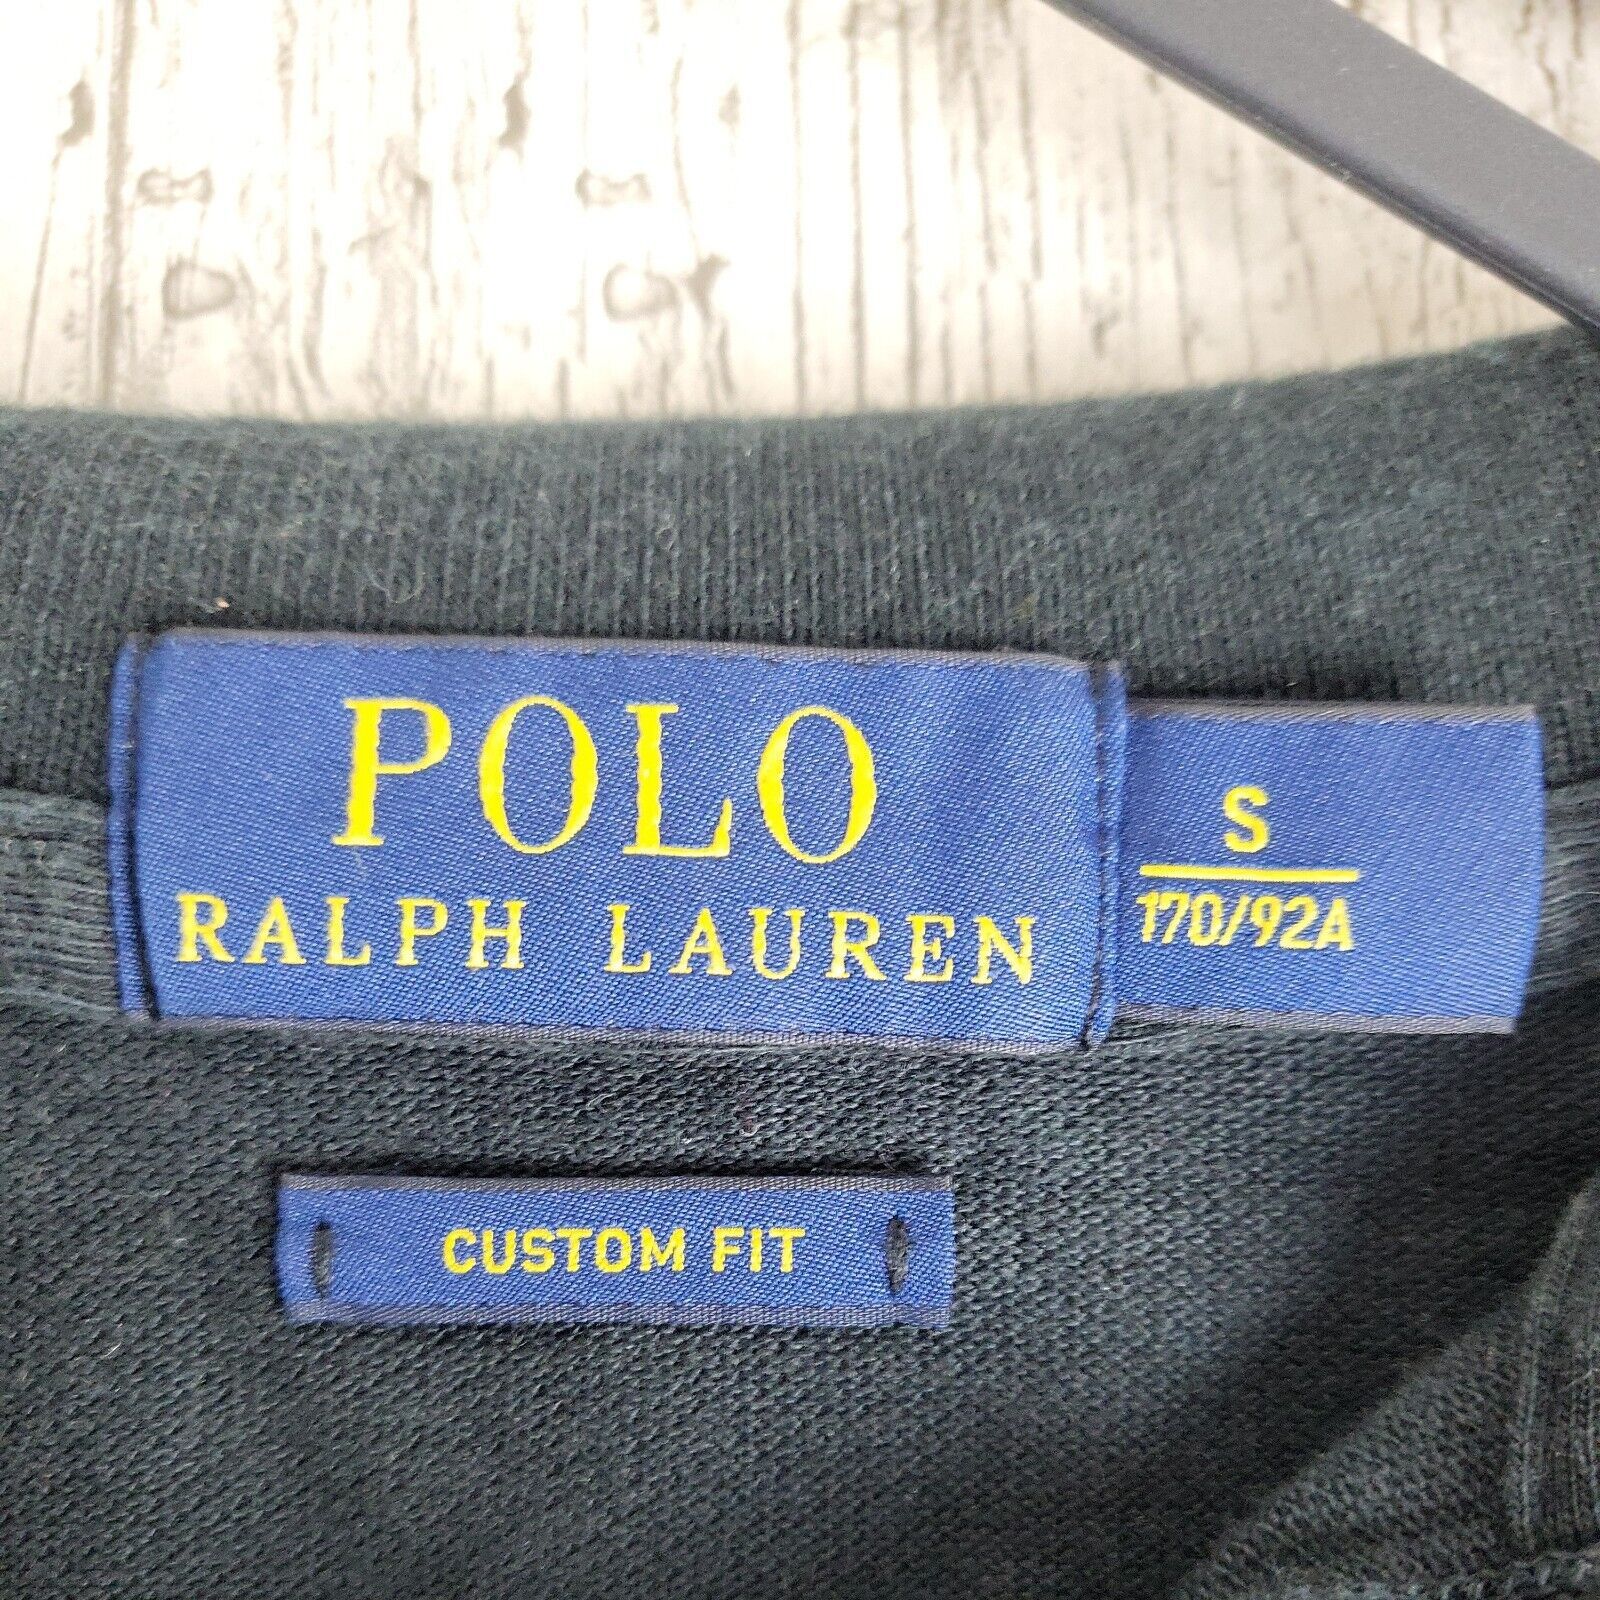 POLO
RALPH LAUREN
S
170/92A
CUSTOM FIT